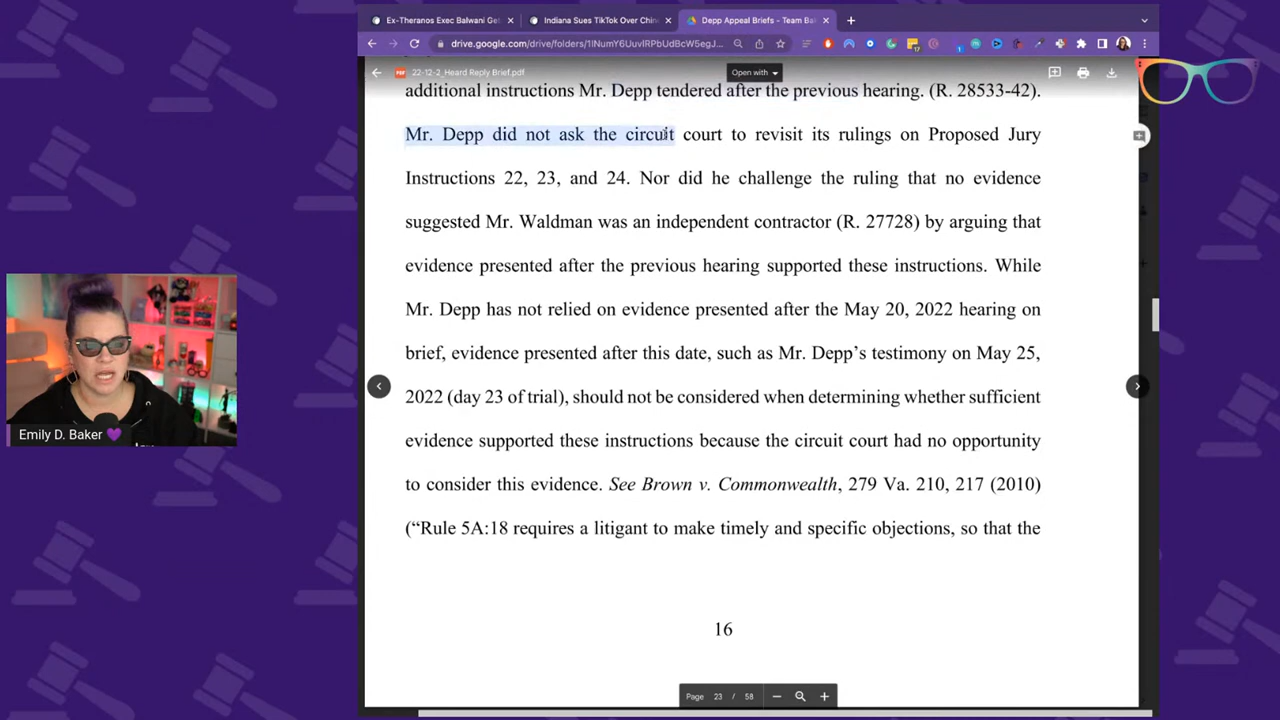 Ex-Theranos Exec Balwani Get
Indiana Sues TikTok Over Chin
Depp Appeal Briefs - Team Ba
drive.google.com/drive/folders/1INumY6UuvIRPbUdBcW5egJ...
22-12-2_Heard Reply Brief.pdf
Open with
additional instructions Mr. Depp tendered after the previous hearing. (R. 28533-42).
Mr. Depp did not ask the circuit court to revisit its rulings on Proposed Jury
Instructions 22, 23, and 24. Nor did he challenge the ruling that no evidence
suggested Mr. Waldman was an independent contractor (R. 27728) by arguing that
evidence presented after the previous hearing supported these instructions. While
Mr. Depp has not relied on evidence presented after the May 20, 2022 hearing on
brief, evidence presented after this date, such as Mr. Depp's testimony on May 25,
2022 (day 23 of trial), should not be considered when determining whether sufficient
evidence supported these instructions because the circuit court had no opportunity
to consider this evidence. See Brown v. Commonwealth, 279 Va. 210, 217 (2010)
(“Rule 5A:18 requires a litigant to make timely and specific objections, so that the
16
Page 23 / 58
Emily D. Baker 💜